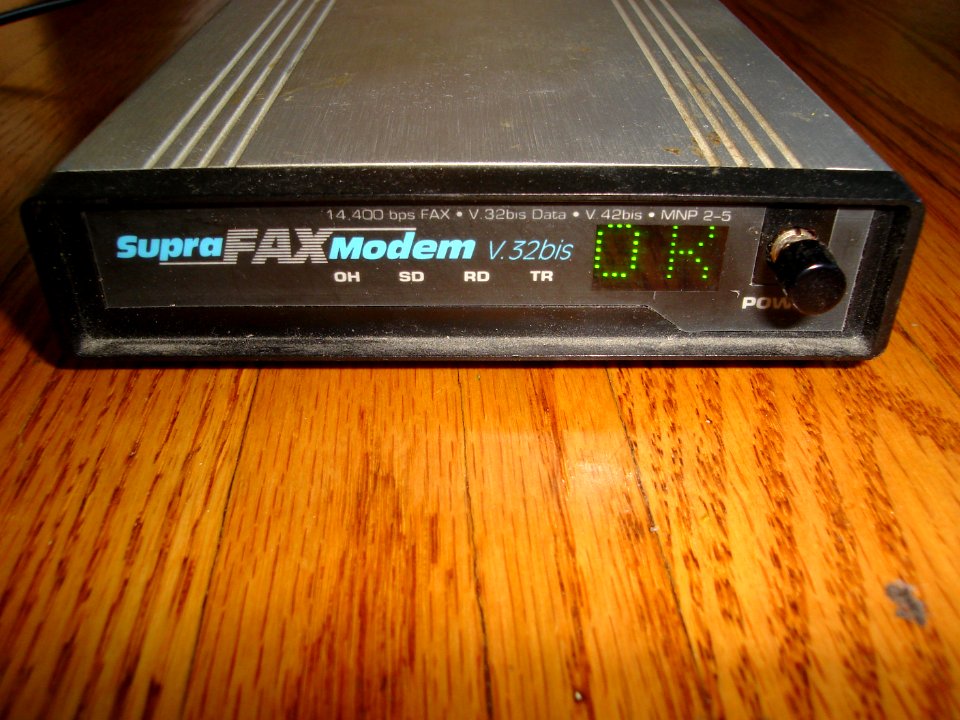 14,400 bps FAX • V.32bis Data • V.42bis • MNP 2-5
SupraFAXModem V.32bis
OK
OH SD RD TR